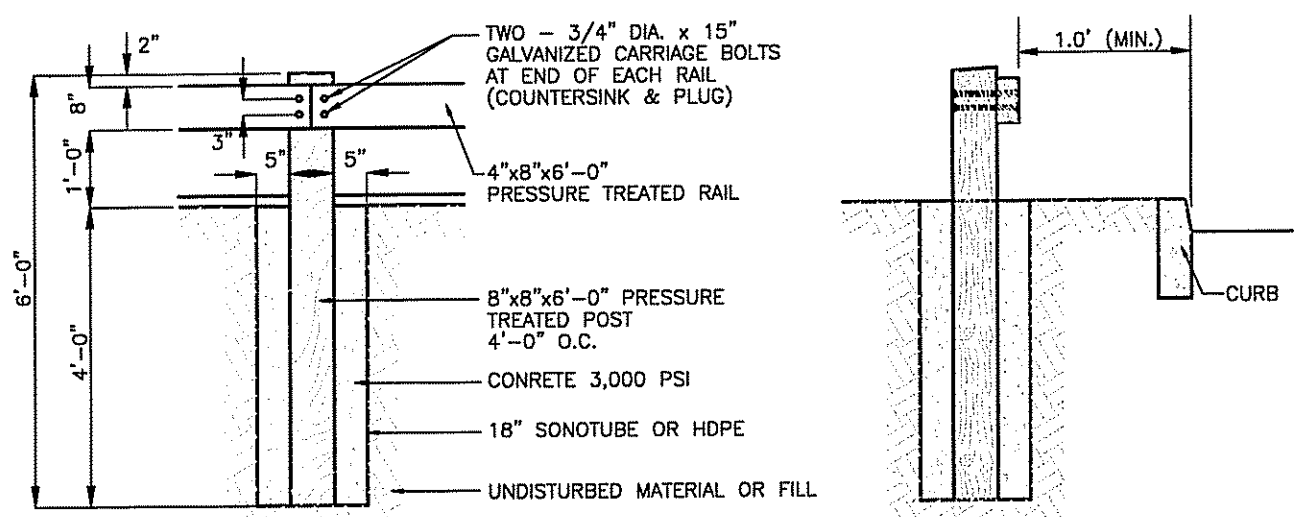 2"
8"
3"
1'-0"
5"
5"
6'-0"
4'-0"
TWO - 3/4" DIA. x 15"
GALVANIZED CARRIAGE BOLTS
AT END OF EACH RAIL
(COUNTERSINK & PLUG)
4"x8"x6'-0"
PRESSURE TREATED RAIL
8"x8"x6'-0" PRESSURE
TREATED POST
4'-0" O.C.
CONRETE 3,000 PSI
18" SONOTUBE OR HDPE
UNDISTURBED MATERIAL OR FILL
1.0' (MIN.)
CURB